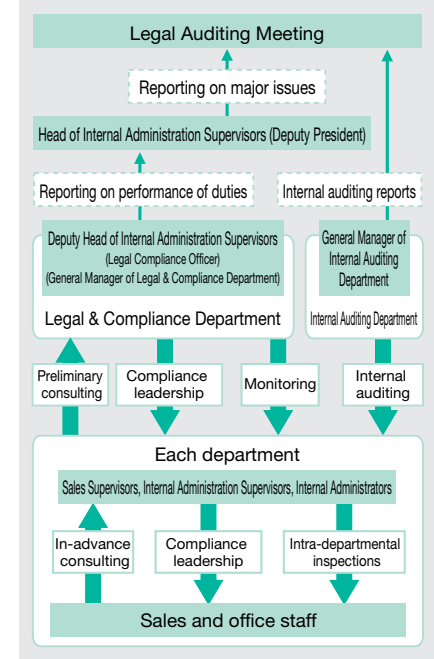 Legal Auditing Meeting
Reporting on major issues
Head of Internal Administration Supervisors (Deputy President)
Reporting on performance of duties
Internal auditing reports
Deputy Head of Internal Administration Supervisors
(Legal Compliance Officer)
(General Manager of Legal & Compliance Department)
Legal & Compliance Department
General Manager of
Internal Auditing
Department
Internal Auditing Department
Preliminary
consulting
Compliance
leadership
Monitoring
Internal
auditing
Each department
Sales Supervisors, Internal Administration Supervisors, Internal Administrators
In-advance
consulting
Compliance
leadership
Intra-departmental
inspections
Sales and office staff